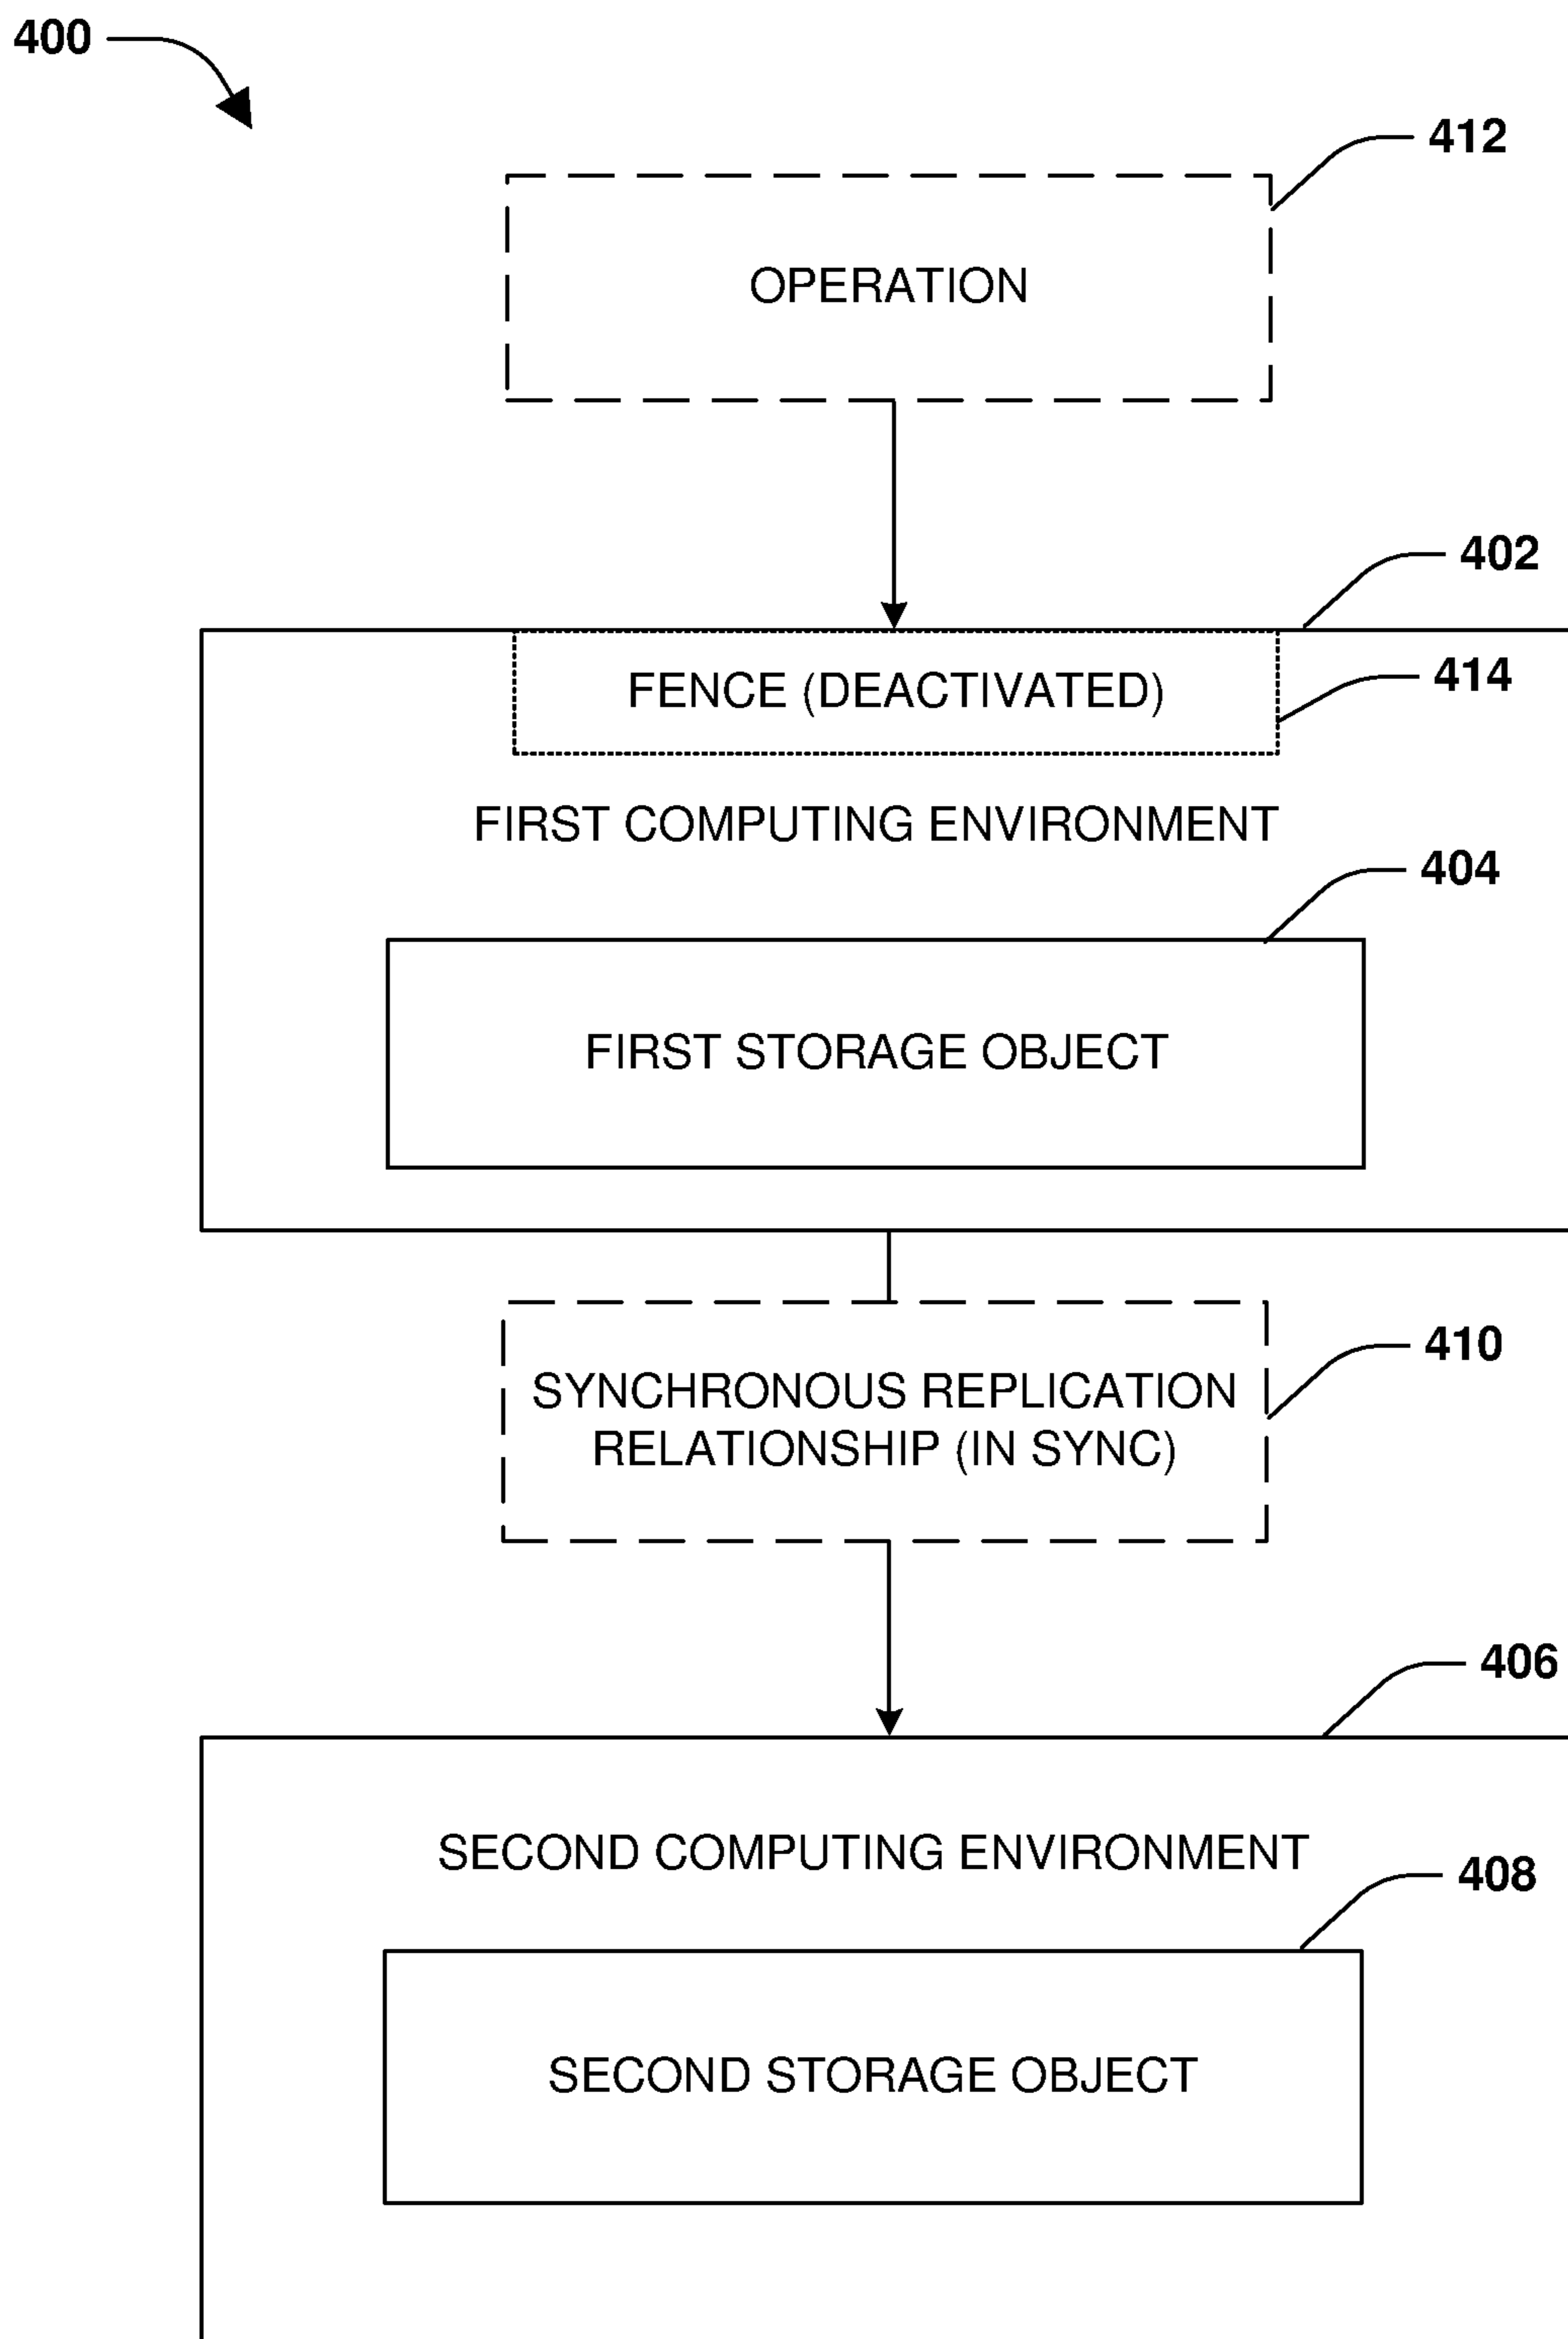 400
412
OPERATION
402
FENCE (DEACTIVATED)
414
FIRST COMPUTING ENVIRONMENT
404
FIRST STORAGE OBJECT
410
SYNCHRONOUS REPLICATION
RELATIONSHIP (IN SYNC)
406
SECOND COMPUTING ENVIRONMENT
408
SECOND STORAGE OBJECT